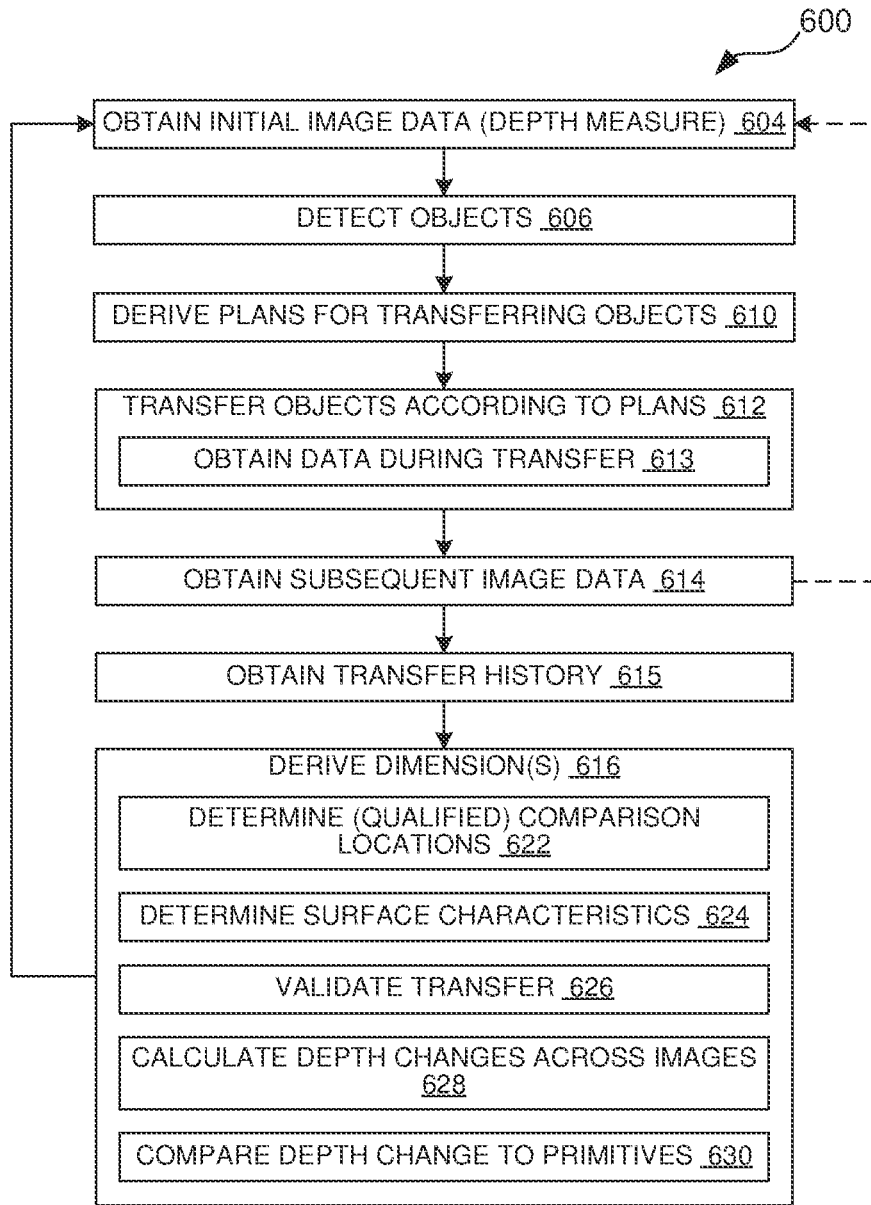 600
OBTAIN INITIAL IMAGE DATA (DEPTH MEASURE) 604
DETECT OBJECTS 606
DERIVE PLANS FOR TRANSFERRING OBJECTS 610
TRANSFER OBJECTS ACCORDING TO PLANS 612
OBTAIN DATA DURING TRANSFER 613
OBTAIN SUBSEQUENT IMAGE DATA 614
OBTAIN TRANSFER HISTORY 615
DERIVE DIMENSION(S) 616
DETERMINE (QUALIFIED) COMPARISON
LOCATIONS 622
DETERMINE SURFACE CHARACTERISTICS 624
VALIDATE TRANSFER 626
CALCULATE DEPTH CHANGES ACROSS IMAGES
628
COMPARE DEPTH CHANGE TO PRIMITIVES 630